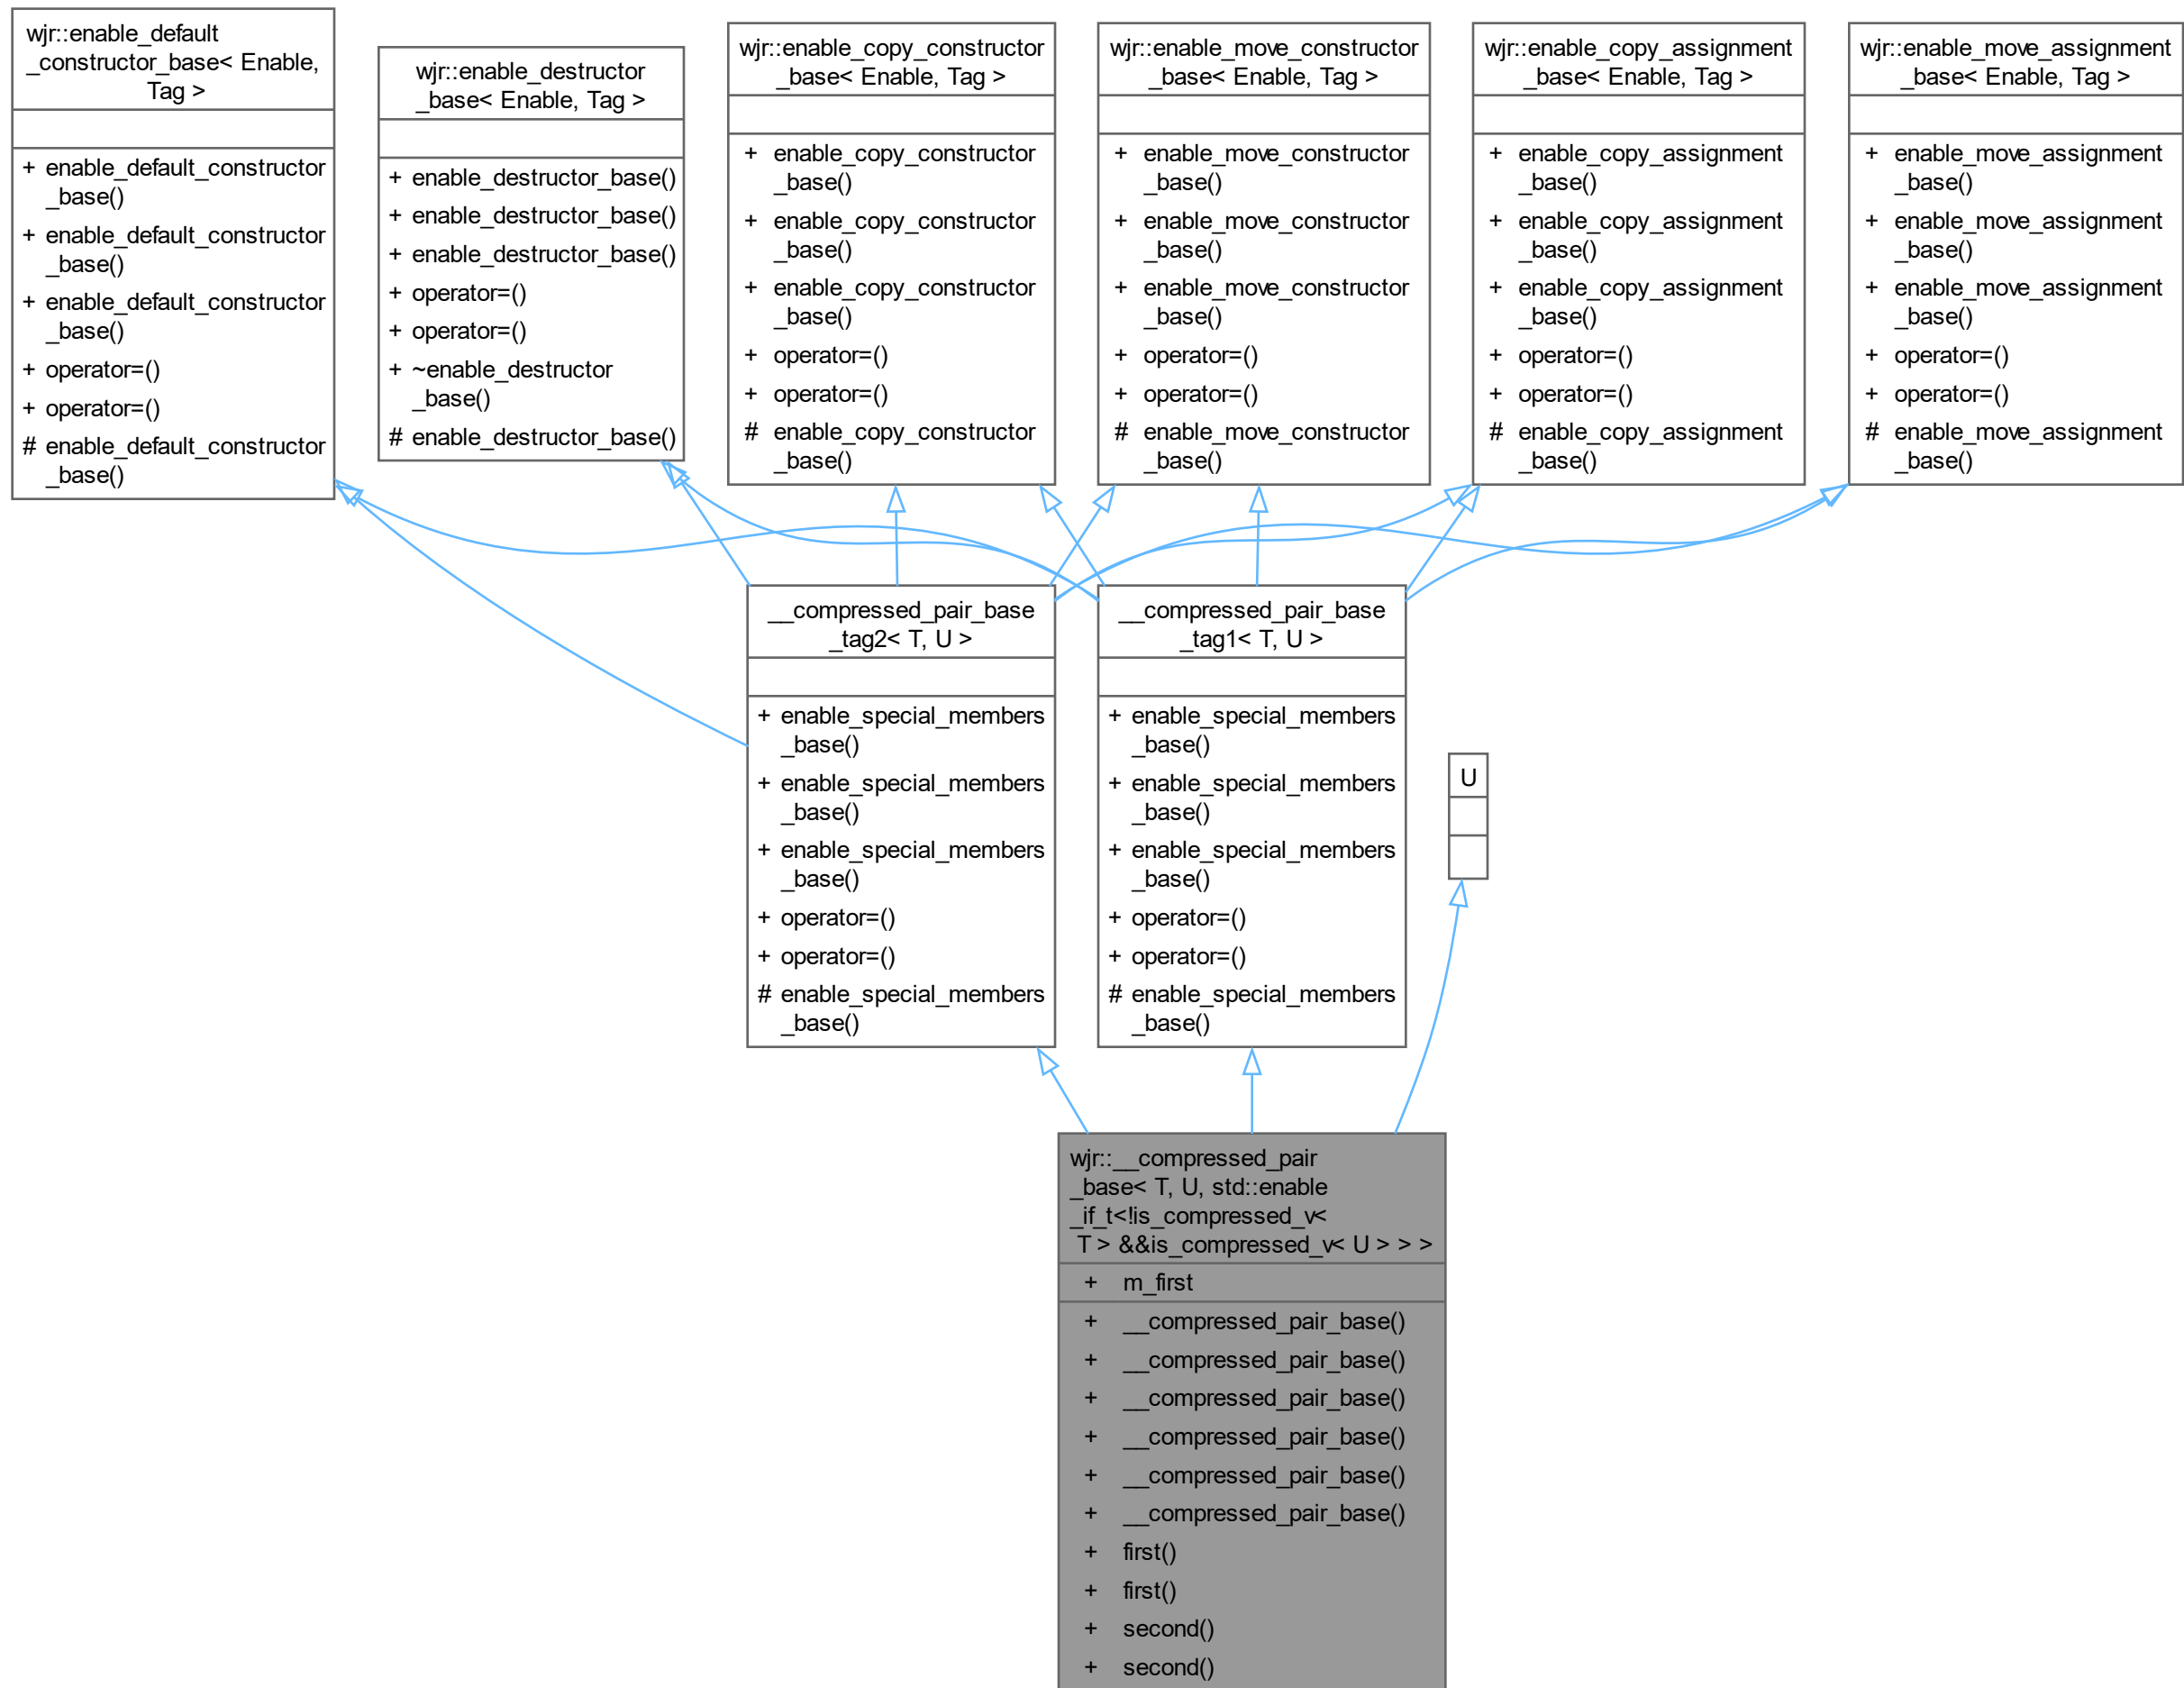 wjr::enable_default
_constructor_base< Enable,
Tag >
+ enable_default_constructor
_base()
+ enable_default_constructor
_base()
+ enable_default_constructor
_base()
+ operator=()
+ operator=()
# enable_default_constructor
_base()
wjr::enable_destructor
_base< Enable, Tag >
+ enable_destructor_base()
+ enable_destructor_base()
+ enable_destructor_base()
+ operator=()
+ operator=()
+ ~enable_destructor
_base()
# enable_destructor_base()
wjr::enable_copy_constructor
_base< Enable, Tag >
+ enable_copy_constructor
_base()
+ enable_copy_constructor
_base()
+ enable_copy_constructor
_base()
+ operator=()
+ operator=()
# enable_copy_constructor
_base()
wjr::enable_move_constructor
_base< Enable, Tag >
+ enable_move_constructor
_base()
+ enable_move_constructor
_base()
+ enable_move_constructor
_base()
+ operator=()
+ operator=()
# enable_move_constructor
_base()
wjr::enable_copy_assignment
_base< Enable, Tag >
+ enable_copy_assignment
_base()
+ enable_copy_assignment
_base()
+ enable_copy_assignment
_base()
+ operator=()
+ operator=()
# enable_copy_assignment
_base()
wjr::enable_move_assignment
_base< Enable, Tag >
+ enable_move_assignment
_base()
+ enable_move_assignment
_base()
+ enable_move_assignment
_base()
+ operator=()
+ operator=()
# enable_move_assignment
_base()
__compressed_pair_base
_tag2< T, U >
+ enable_special_members
_base()
+ enable_special_members
_base()
+ enable_special_members
_base()
+ operator=()
+ operator=()
# enable_special_members
_base()
__compressed_pair_base
_tag1< T, U >
+ enable_special_members
_base()
+ enable_special_members
_base()
+ enable_special_members
_base()
+ operator=()
+ operator=()
# enable_special_members
_base()
U
wjr::__compressed_pair
_base< T, U, std::enable
_if_t<!is_compressed_v<
T > &&is_compressed_v< U > > >
+ m_first
+ __compressed_pair_base()
+ __compressed_pair_base()
+ __compressed_pair_base()
+ __compressed_pair_base()
+ __compressed_pair_base()
+ __compressed_pair_base()
+ first()
+ first()
+ second()
+ second()